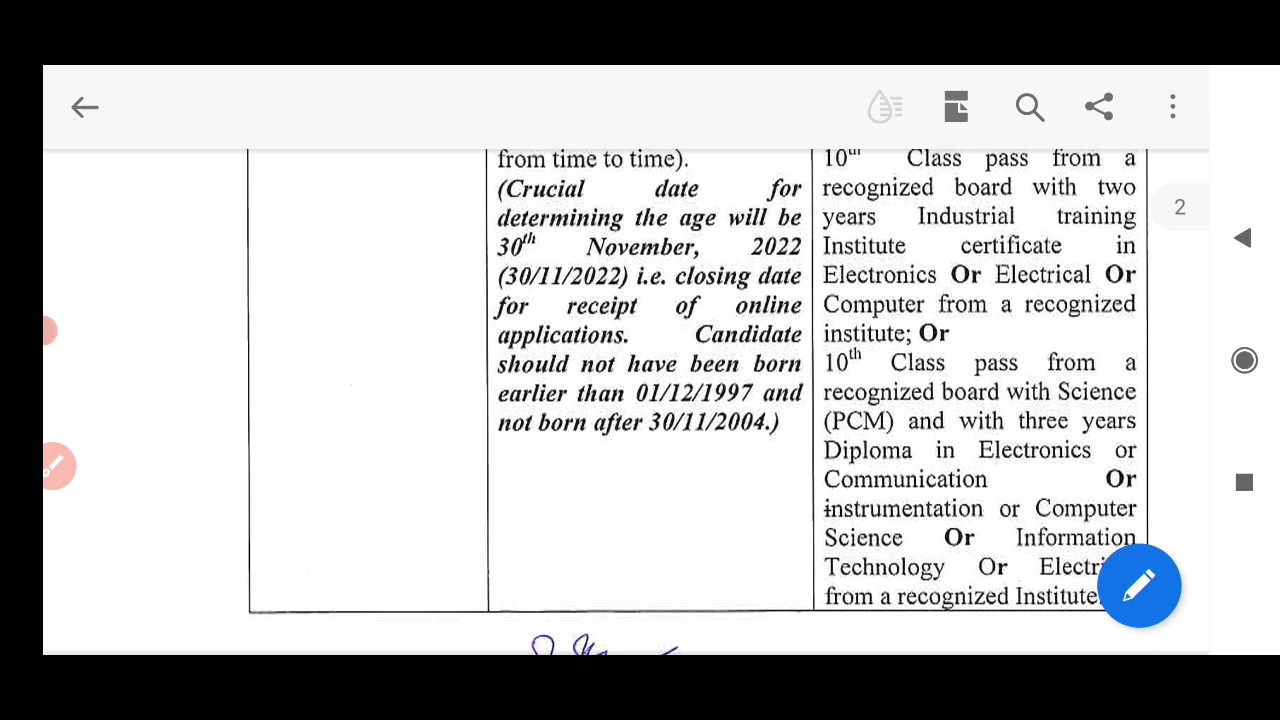 2
from time to time).
(Crucial date for
determining the age will be
30th November, 2022
(30/11/2022) i.e. closing date
for receipt of online
applications. Candidate
should not have been born
earlier than 01/12/1997 and
not born after 30/11/2004.)
10th Class pass from a
recognized board with two
years Industrial training
Institute certificate in
Electronics Or Electrical Or
Computer from a recognized
institute; Or
10th Class pass from a
recognized board with Science
(PCM) and with three years
Diploma in Electronics or
Communication Or
instrumentation or Computer
Science Or Information
Technology Or
from a recognized Institute